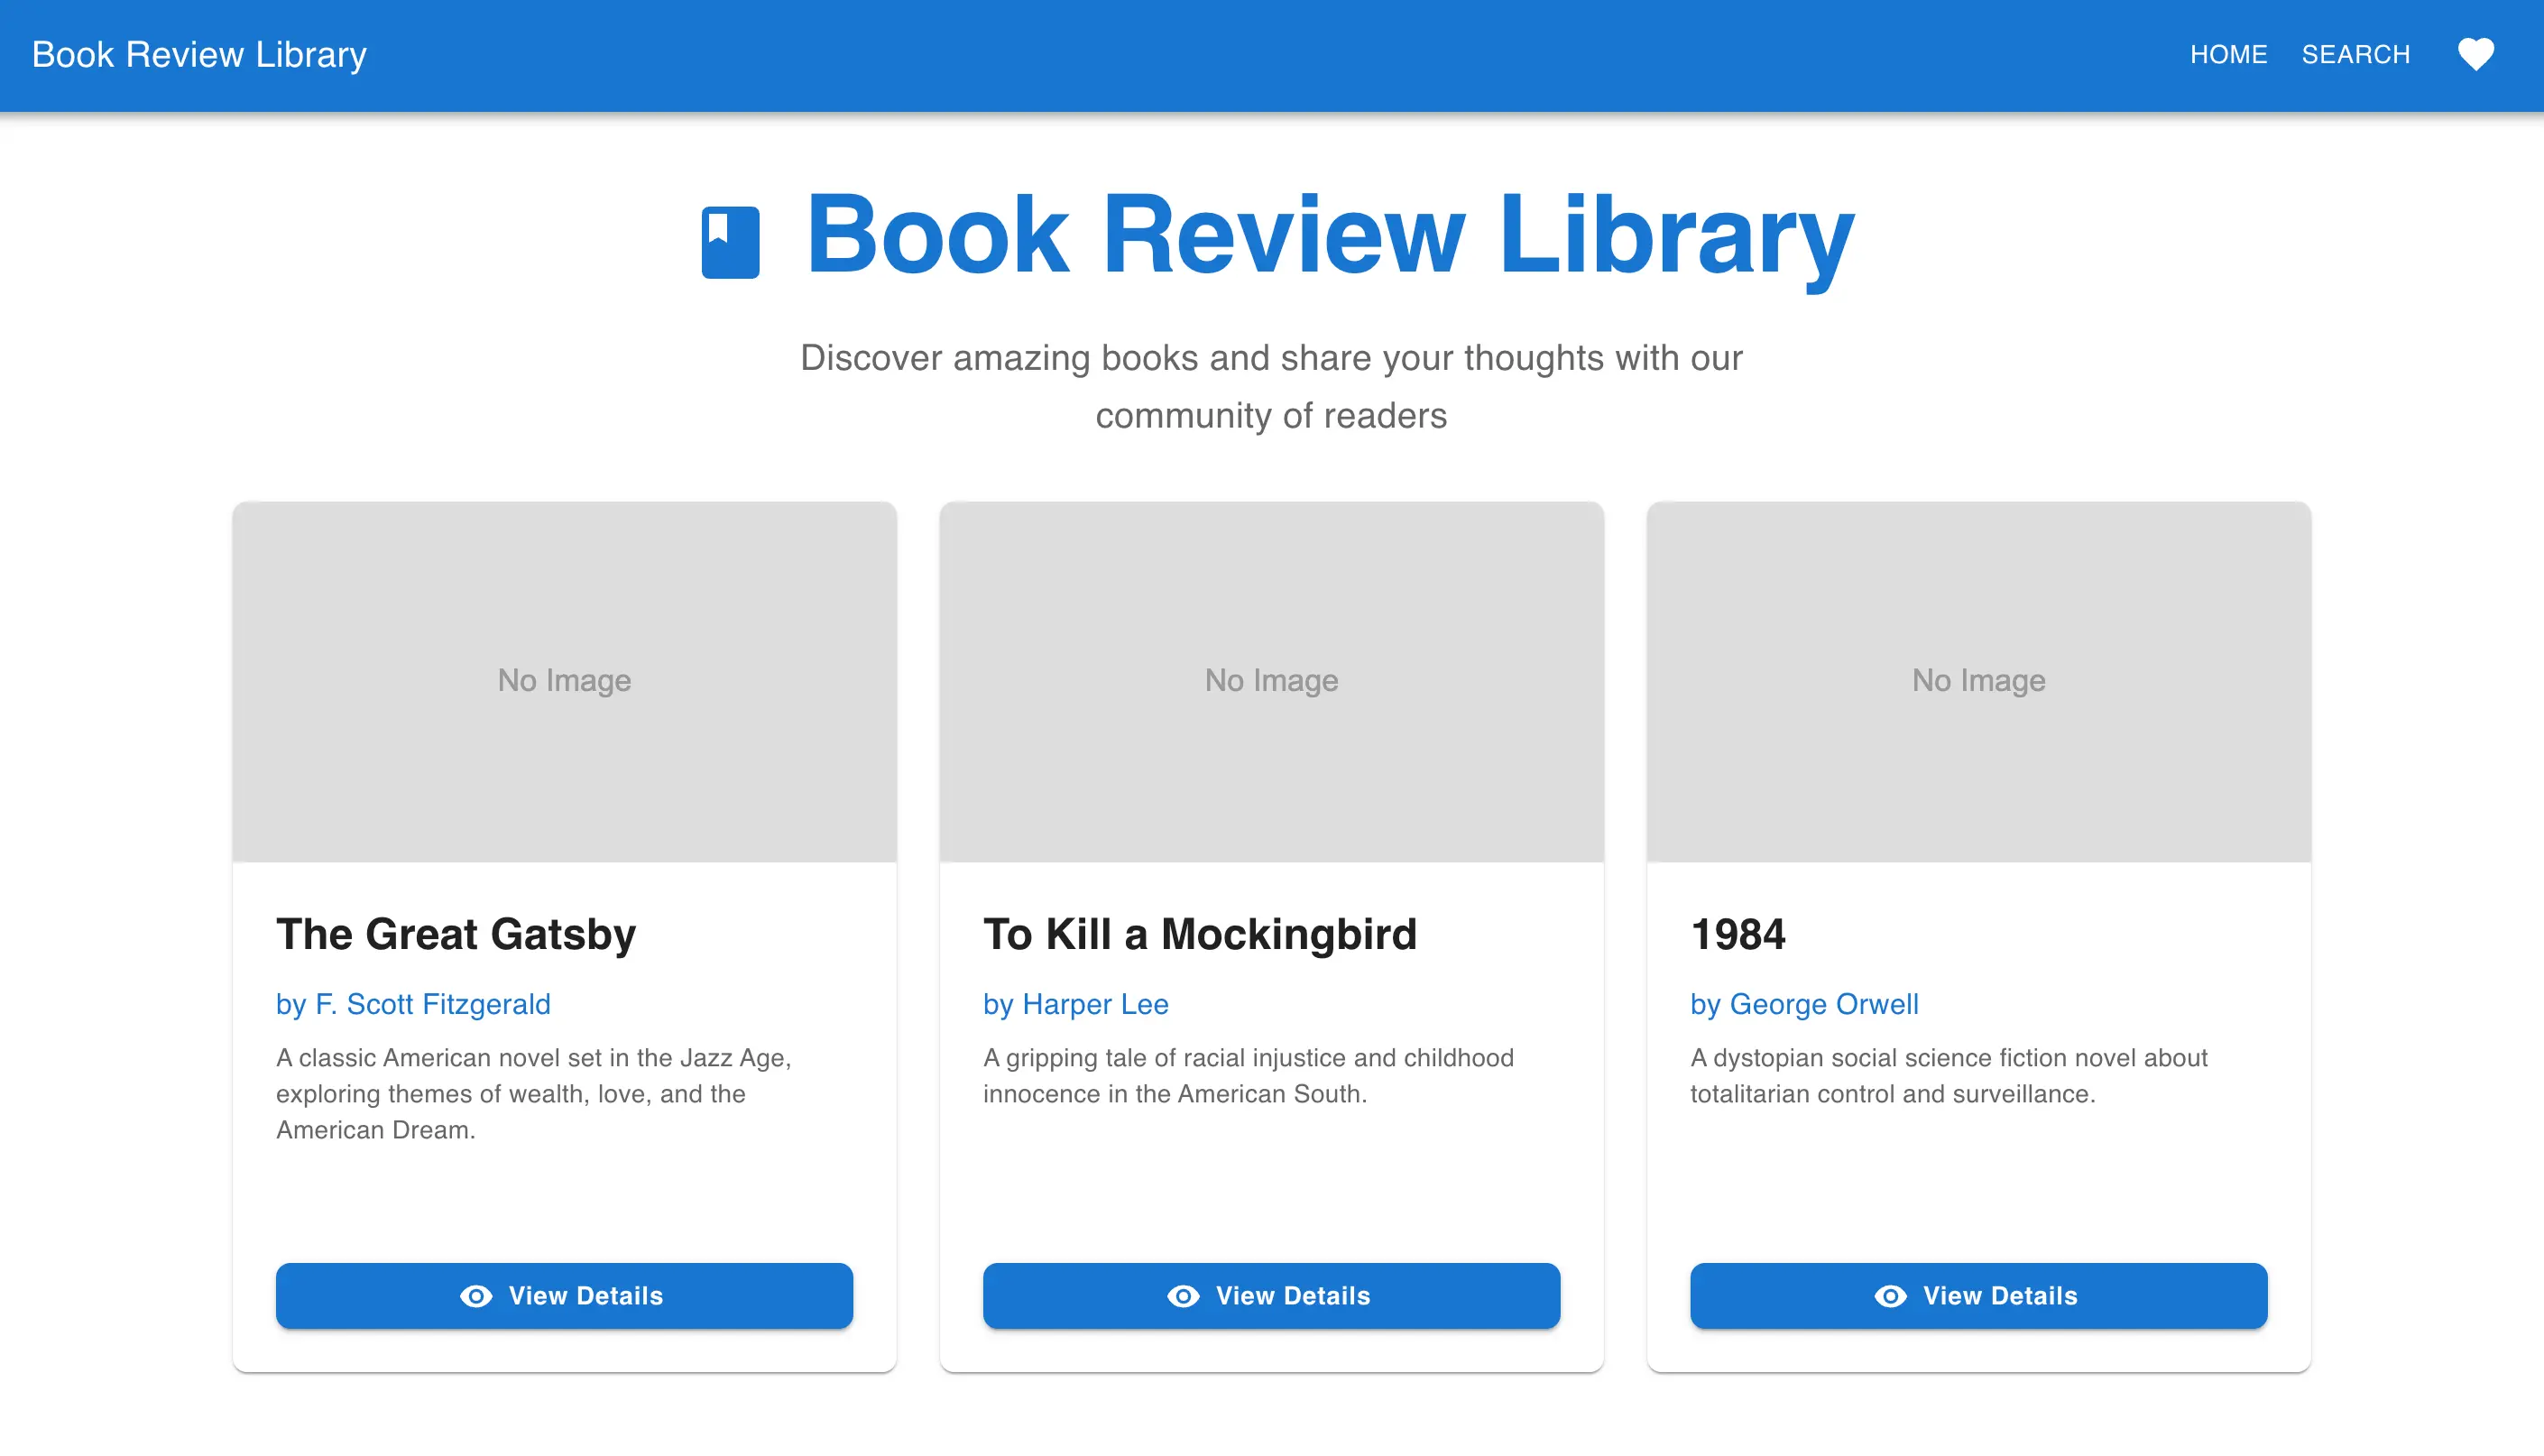 Book Review Library
HOME
SEARCH
Book Review Library
Discover amazing books and share your thoughts with our
community of readers
No Image
No Image
No Image
The Great Gatsby
by F. Scott Fitzgerald
A classic American novel set in the Jazz Age,
exploring themes of wealth, love, and the
American Dream.
View Details
To Kill a Mockingbird
by Harper Lee
A gripping tale of racial injustice and childhood
innocence in the American South.
View Details
1984
by George Orwell
A dystopian social science fiction novel about
totalitarian control and surveillance.
View Details